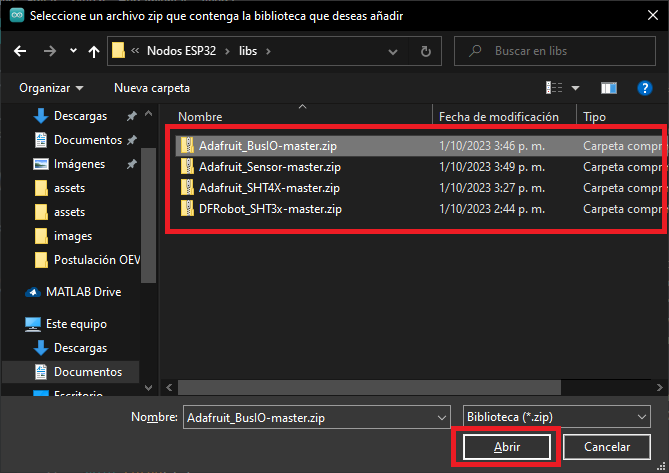 Seleccione un archivo zip que contenga la biblioteca que deseas añadir
« Nodos ESP32 › libs ›
Buscar en libs
Organizar
Nueva carpeta
Descargas
Documentos
Imágenes
assets
assets
images
Postulación OEV
MATLAB Drive
Este equipo
Descargas
Documentos
Escritorio
Nombre Fecha de modificación Tipo
Adafruit_BusIO-master.zip 1/10/2023 3:46 p. m. Carpeta compre
Adafruit_Sensor-master.zip 1/10/2023 3:49 p. m. Carpeta compre
Adafruit_SHT4X-master.zip 1/10/2023 3:27 p. m. Carpeta compre
DFRobot_SHT3x-master.zip 1/10/2023 2:44 p. m. Carpeta compre
Nombre: Adafruit_BusIO-master.zip Biblioteca (*.zip)
Abrir Cancelar